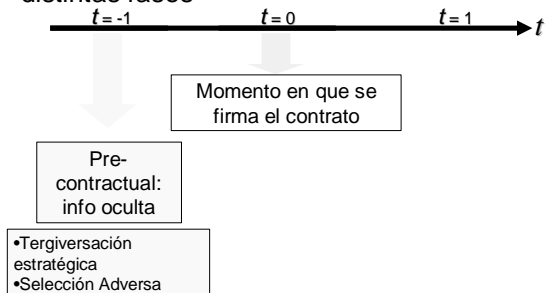 t = -1 t = 0 t = 1
t
Momento en que se
firma el contrato
Pre-
contractual:
info oculta
•Tergiversación
estratégica
•Selección Adversa